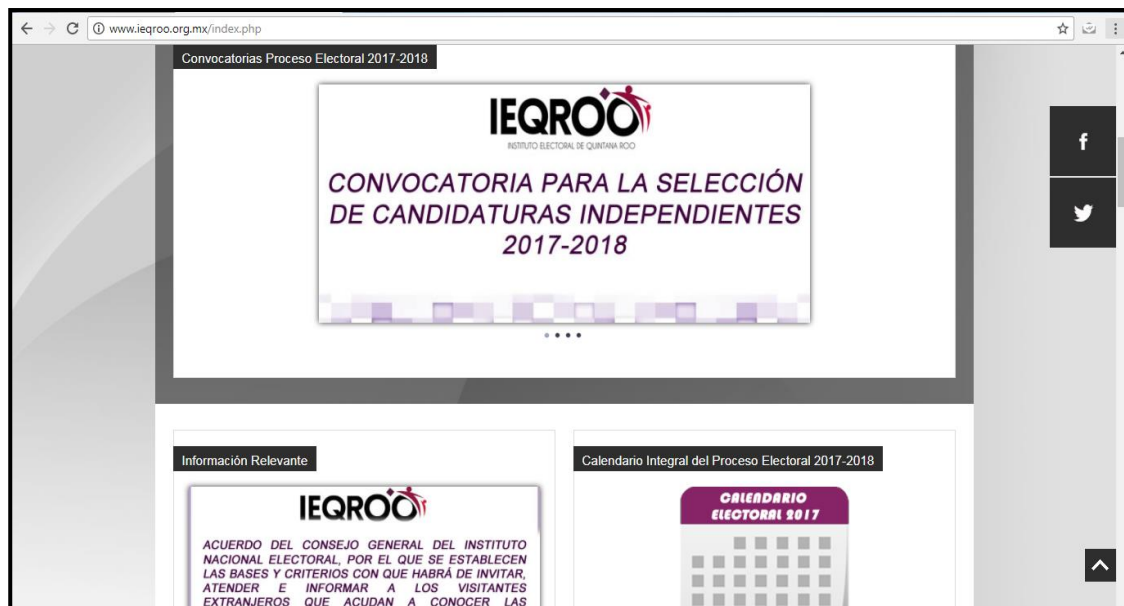 www.ieqroo.org.mx/index.php
Convocatorias Proceso Electoral 2017-2018
IEQROO
INSTITUTO ELECTORAL DE QUINTANA ROO
CONVOCATORIA PARA LA SELECCIÓN
DE CANDIDATURAS INDEPENDIENTES
2017-2018
f
Información Relevante
IEQROO
ACUERDO DEL CONSEJO GENERAL DEL INSTITUTO
NACIONAL ELECTORAL, POR EL QUE SE ESTABLECEN
LAS BASES Y CRITERIOS CON QUE HABRÁ DE INVITAR,
ATENDER E INFORMAR A LOS VISITANTES
EXTRANJEROS QUE ACUDAN A CONOCER LAS
Calendario Integral del Proceso Electoral 2017-2018
CALENDARIO
ELECTORAL 2017